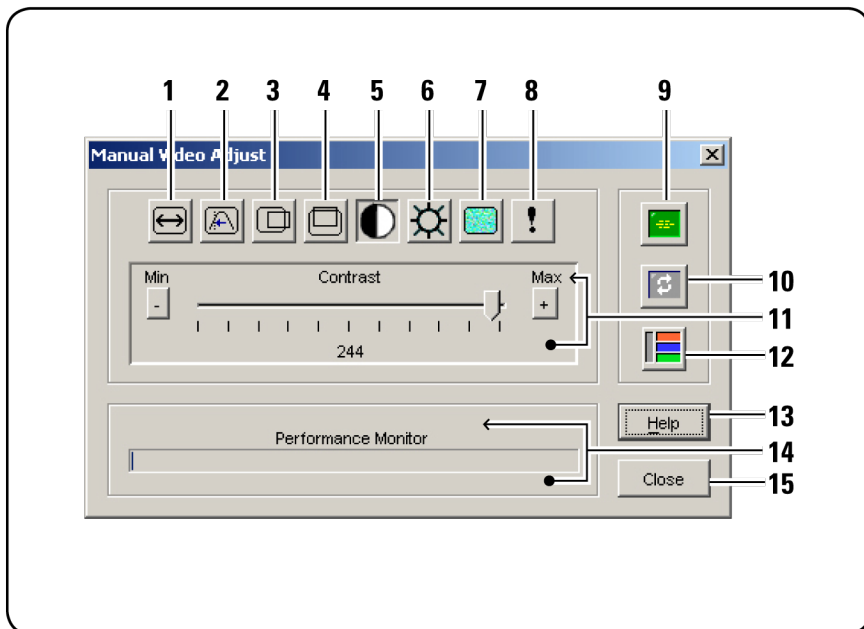 1 2 3 4 5 6 7 8 9
Manual Video Adjust
Min Contrast Max
- +
244
10
11
12
Help 13
Performance Monitor
14
Close 15